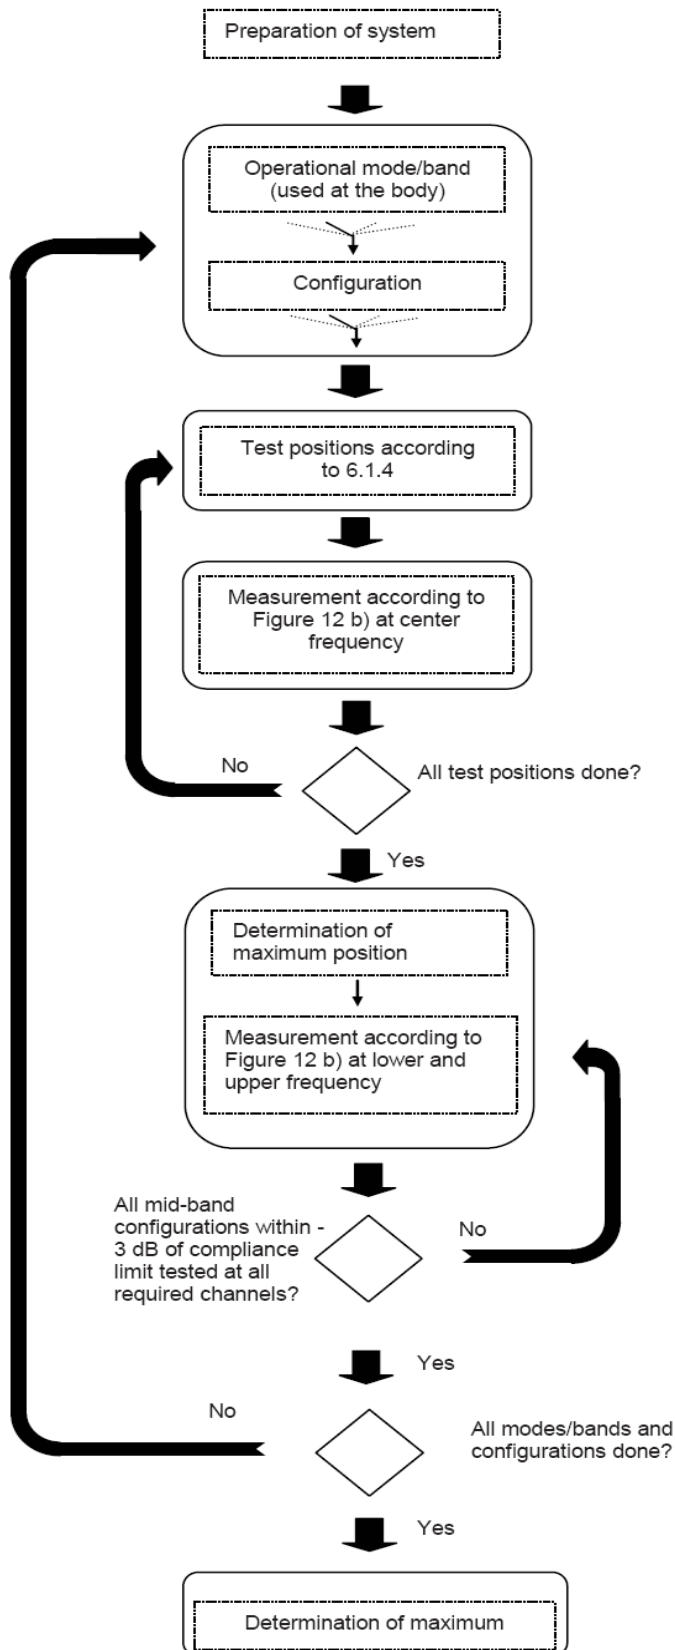 Preparation of system
Operational mode/band
(used at the body)
Configuration
Test positions according
to 6.1.4
Measurement according to
Figure 12 b) at center
frequency
No
All test positions done?
Yes
Determination of
maximum position
Measurement according to
Figure 12 b) at lower and
upper frequency
All mid-band
configurations within -
3 dB of compliance
limit tested at all
required channels?
No
Yes
No
All modes/bands and
configurations done?
Yes
Determination of maximum